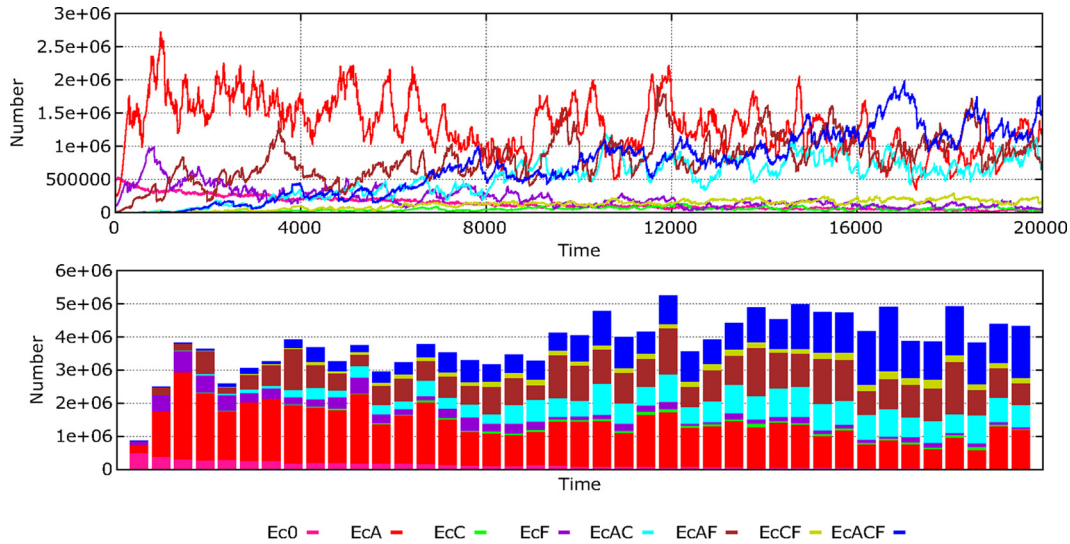 3e+06
2.5e+06
2e+06
1.5e+06
1e+06
500000
0
Number
0 4000 8000 12000 16000 20000
Time
6e+06
5e+06
4e+06
3e+06
2e+06
1e+06
0
Number
Time
Ec0 EcA EcC EcF EcAC EcAF EcCF EcACF